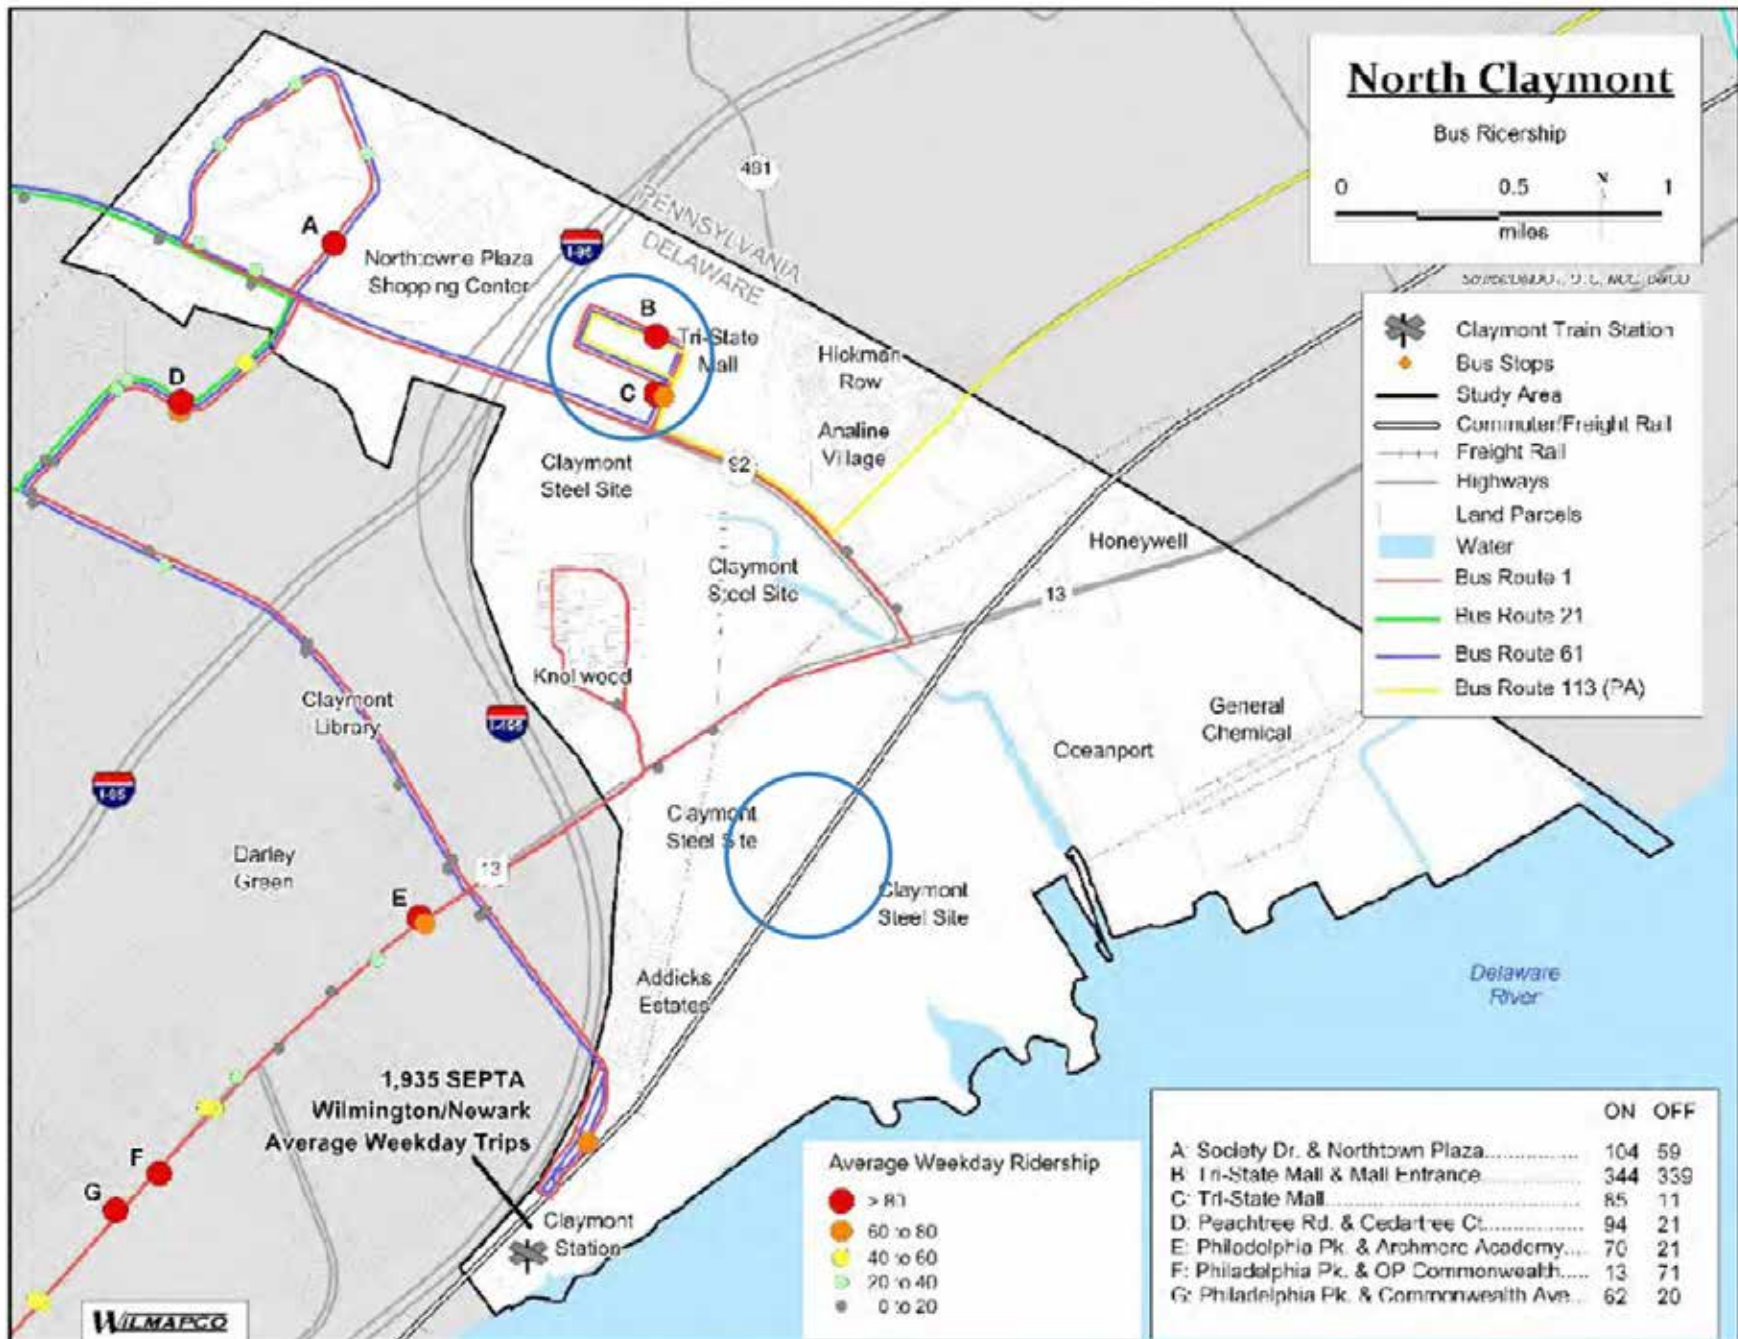 North Claymont
Bus Ricership
0 0.5 1
N
miles
Claymont Train Station
Bus Stops
Study Area
Commuter/Freight Rail
Freight Rail
Highways
Land Parcels
Water
Bus Route 1
Bus Route 21
Bus Route 61
Bus Route 113 (PA)
491
PENNSYLVANIA
DELAWARE
I-95
A
Northtowne Plaza
Shopping Center
B
Tri-State
Mall
C
Hickman
Row
D
Analine
Village
92
Claymont
Steel Site
Honeywell
Claymont
Steel Site
13
Knollwood
Claymont
Library
I-495
General
Chemical
Oceanport
I-95
Claymont
Steel Site
Darley
Green
13
E
Claymont
Steel Site
Addicks
Estates
Delaware
River
1,935 SEPTA
Wilmington/Newark
Average Weekday Trips
F
G
Claymont
Station
WILMAPCO
Average Weekday Ridership
> 80
60 to 80
40 to 60
20 to 40
0 to 20
ON OFF
A: Society Dr. & Northtown Plaza............... 104 59
B: Tri-State Mall & Mall Entrance............... 344 339
C: Tri-State Mall............... 85 11
D: Peachtree Rd. & Cedartree Ct............... 94 21
E: Philadelphia Pk. & Archmere Academy.... 70 21
F: Philadelphia Pk. & OP Commonwealth..... 13 71
G: Philadelphia Pk. & Commonwealth Ave... 62 20